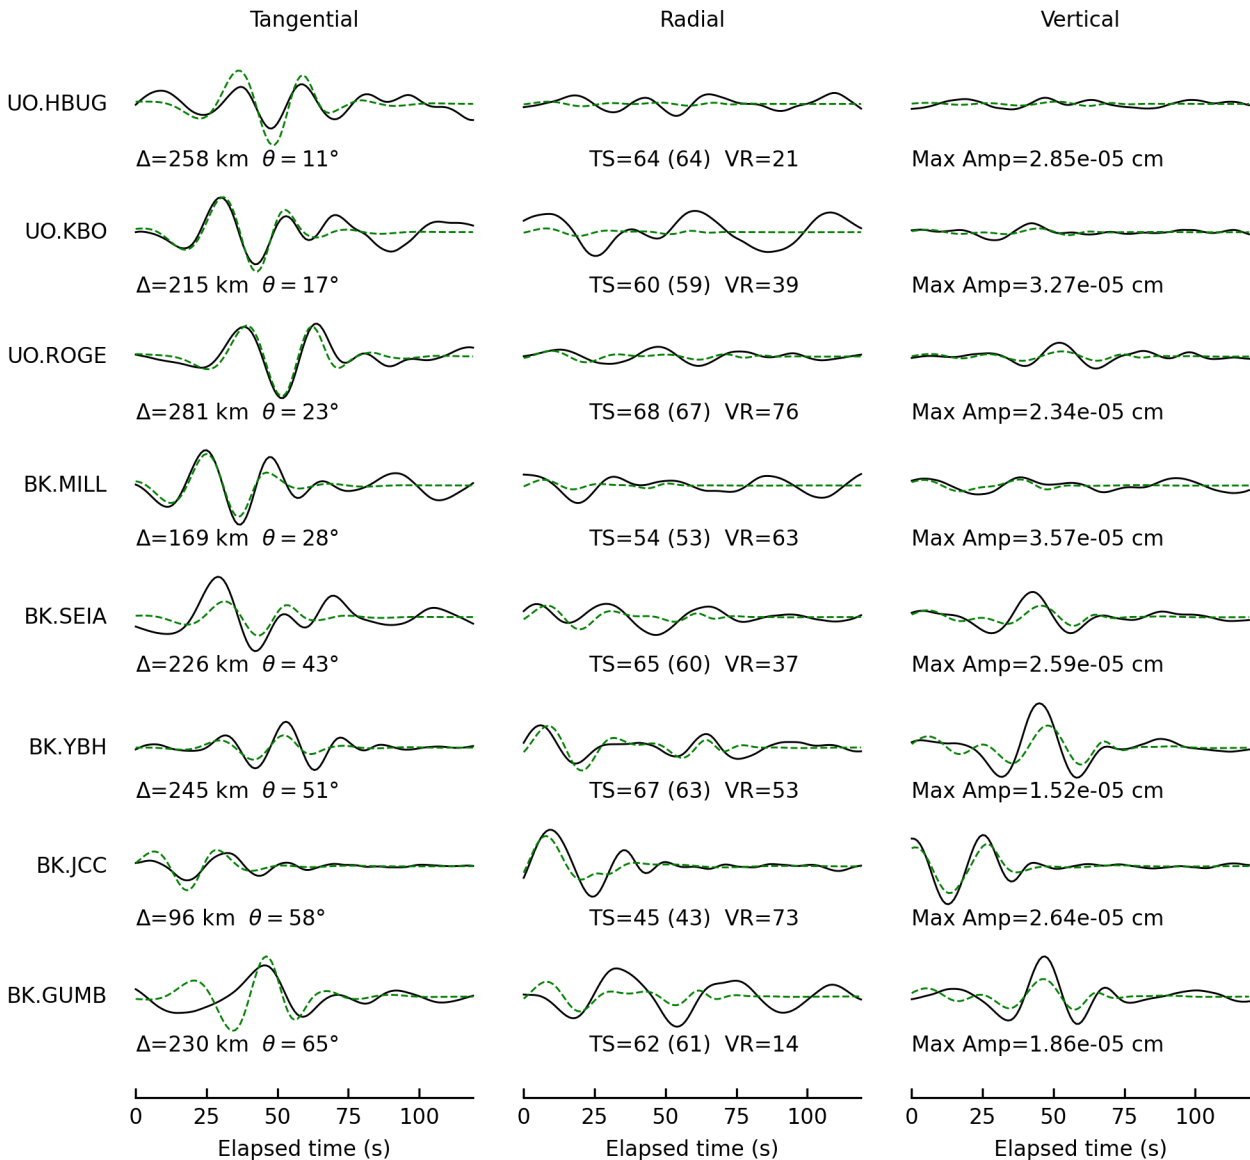 Tangential Radial Vertical
UO.HBUG
Δ=258 km θ = 11° TS=64 (64) VR=21 Max Amp=2.85e-05 cm
UO.KBO
Δ=215 km θ = 17° TS=60 (59) VR=39 Max Amp=3.27e-05 cm
UO.ROGE
Δ=281 km θ = 23° TS=68 (67) VR=76 Max Amp=2.34e-05 cm
BK.MILL
Δ=169 km θ = 28° TS=54 (53) VR=63 Max Amp=3.57e-05 cm
BK.SEIA
Δ=226 km θ = 43° TS=65 (60) VR=37 Max Amp=2.59e-05 cm
BK.YBH
Δ=245 km θ = 51° TS=67 (63) VR=53 Max Amp=1.52e-05 cm
BK.JCC
Δ=96 km θ = 58° TS=45 (43) VR=73 Max Amp=2.64e-05 cm
BK.GUMB
Δ=230 km θ = 65° TS=62 (61) VR=14 Max Amp=1.86e-05 cm
0 25 50 75 100 0 25 50 75 100 0 25 50 75 100
Elapsed time (s) Elapsed time (s) Elapsed time (s)